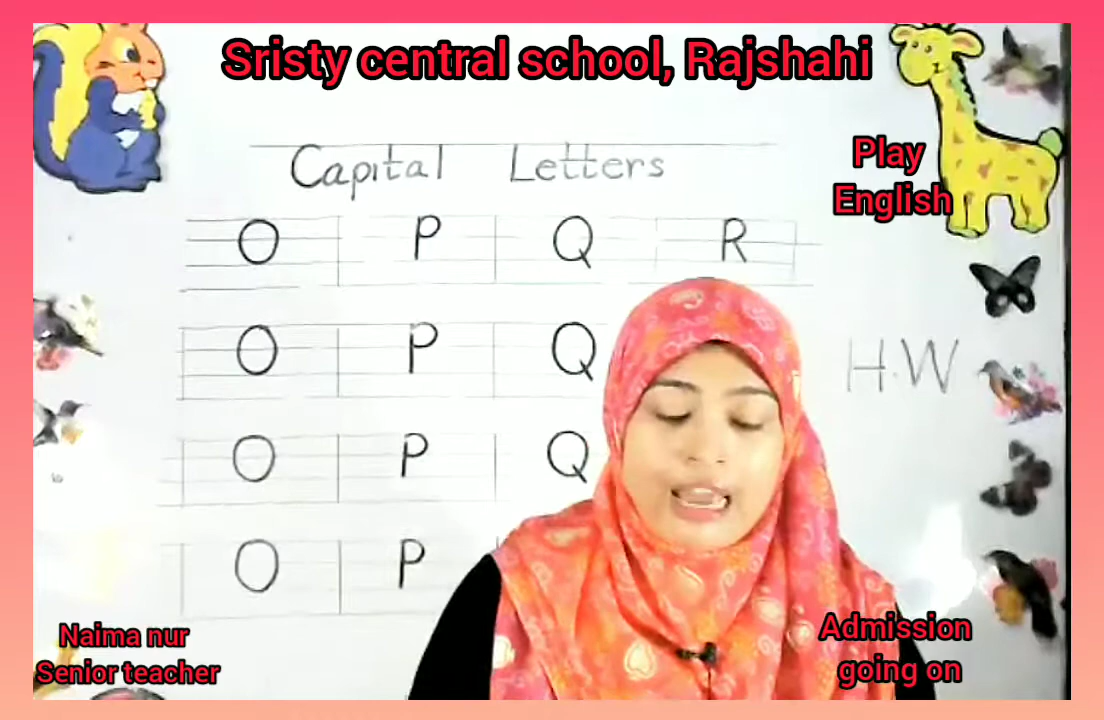 Sristy central school, Rajshahi
Play
English
Capital Letters
O P Q R
O P Q
H.W
O P Q
O P
Naima nur
Senior teacher
Admission
going on